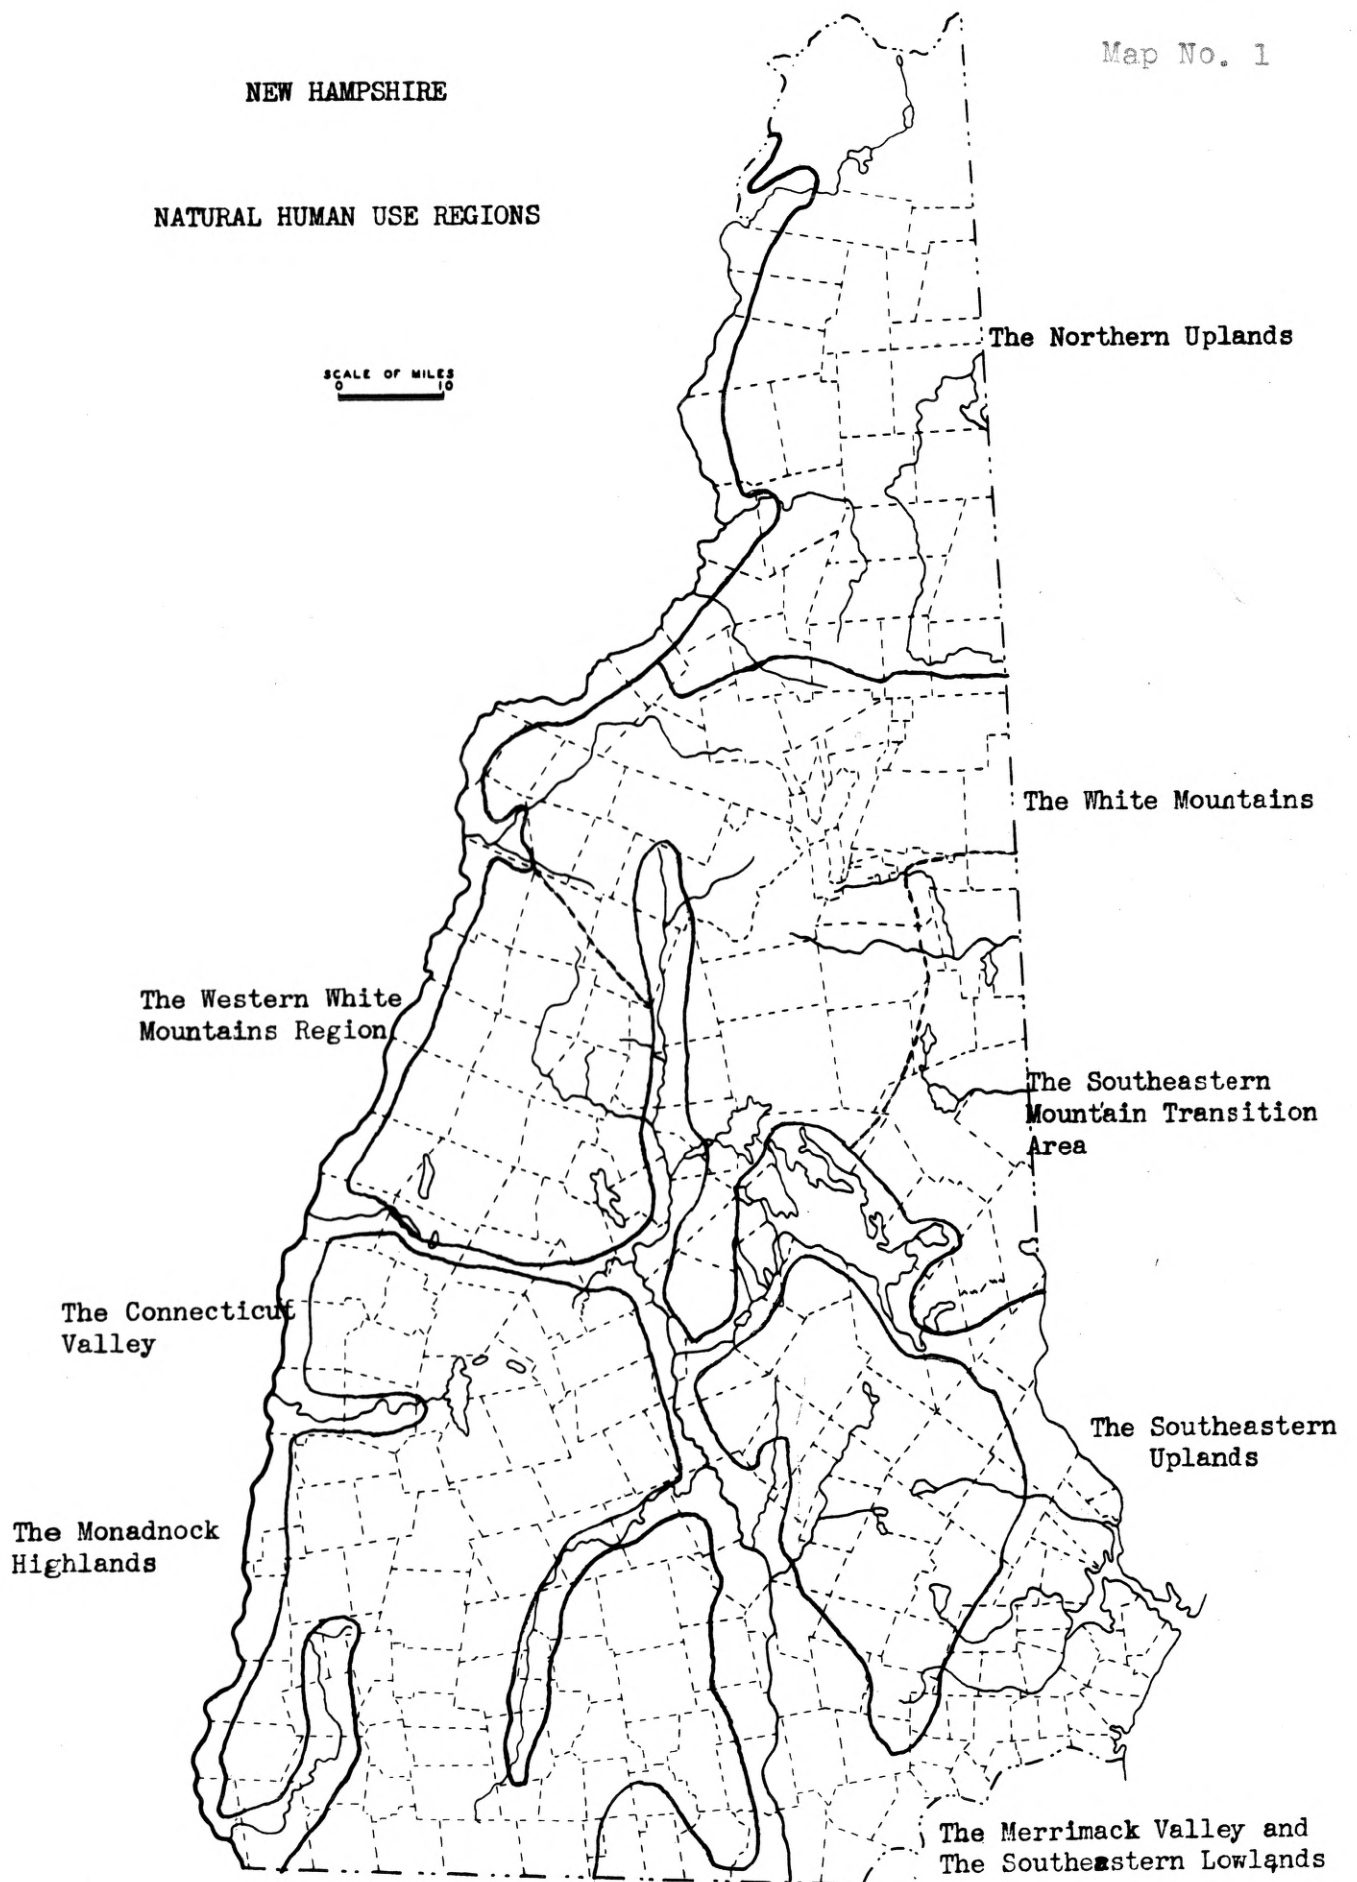 Map No. 1
NEW HAMPSHIRE
NATURAL HUMAN USE REGIONS
SCALE OF MILES
0 10
The Northern Uplands
The White Mountains
The Western White
Mountains Region
The Southeastern
Mountain Transition
Area
The Connecticut
Valley
The Southeastern
Uplands
The Monadnock
Highlands
The Merrimack Valley and
The Southeastern Lowlands